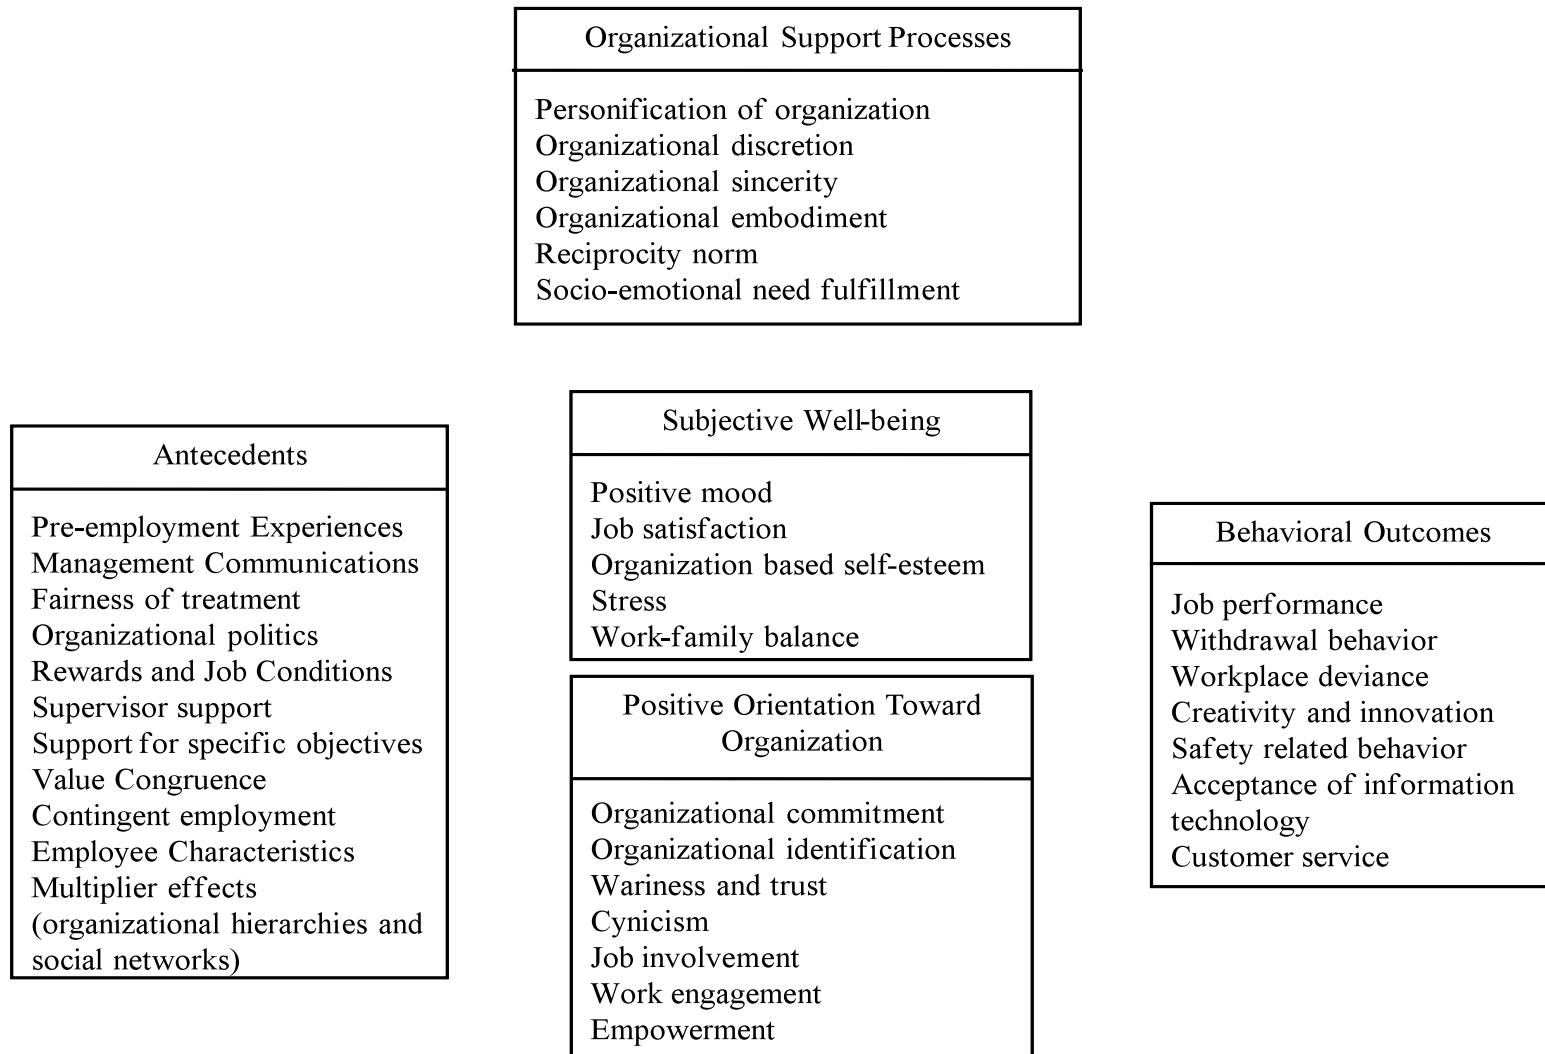 Organizational Support Processes
Personification of organization
Organizational discretion
Organizational sincerity
Organizational embodiment
Reciprocity norm
Socio-emotional need fulfillment
Antecedents
Pre-employment Experiences
Management Communications
Fairness of treatment
Organizational politics
Rewards and Job Conditions
Supervisor support
Support for specific objectives
Value Congruence
Contingent employment
Employee Characteristics
Multiplier effects
(organizational hierarchies and
social networks)
Subjective Well-being
Positive mood
Job satisfaction
Organization based self-esteem
Stress
Work-family balance
Positive Orientation Toward
Organization
Organizational commitment
Organizational identification
Wariness and trust
Cynicism
Job involvement
Work engagement
Empowerment
Behavioral Outcomes
Job performance
Withdrawal behavior
Workplace deviance
Creativity and innovation
Safety related behavior
Acceptance of information
technology
Customer service